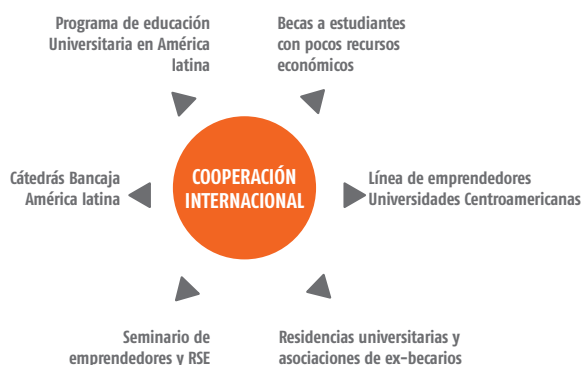 Programa de educación
Universitaria en América
latina
Becas a estudiantes
con pocos recursos
económicos
Cátedrás Bancaja
América latina
COOPERACIÓN
INTERNACIONAL
Línea de emprendedores
Universidades Centroamericanas
Seminario de
emprendedores y RSE
Residencias universitarias y
asociaciones de ex-becarios